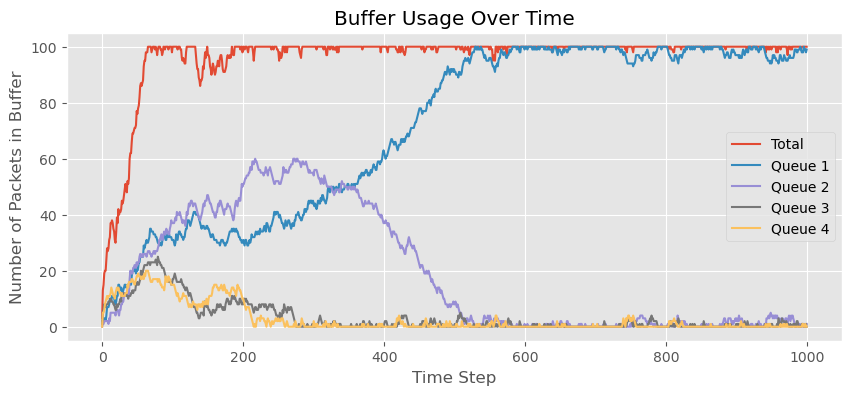 Buffer Usage Over Time
Number of Packets in Buffer
100
80
60
40
20
0
Total
Queue 1
Queue 2
Queue 3
Queue 4
0 200 400 600 800 1000
Time Step